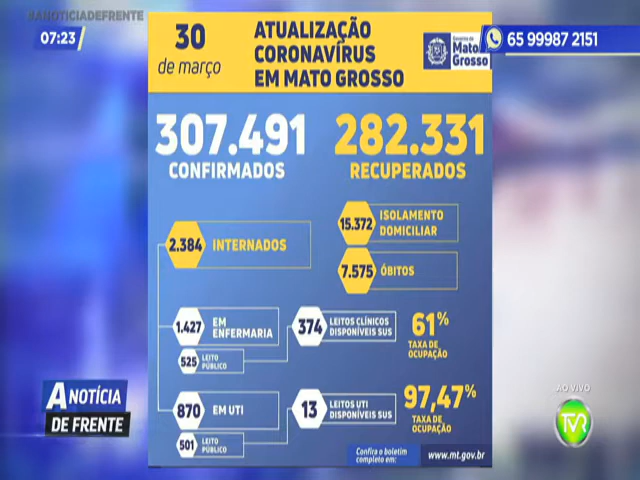 #ANOTICIADEFRENTE
07:23
30
de março
ATUALIZAÇÃO
CORONAVÍRUS
EM MATO GROSSO
Governo de
Mato
Grosso
65 99987 2151
307.491
CONFIRMADOS
282.331
RECUPERADOS
2.384 INTERNADOS
15.372 ISOLAMENTO
DOMICILIAR
7.575 ÓBITOS
1.427 EM
ENFERMARIA
525 LEITO
PÚBLICO
374 LEITOS CLÍNICOS
DISPONÍVEIS SUS
61%
TAXA DE
OCUPAÇÃO
870 EM UTI
501 LEITO
PÚBLICO
13 LEITOS UTI
DISPONÍVEIS SUS
97,47%
TAXA DE
OCUPAÇÃO
Confira o boletim
completo em:
www.mt.gov.br
A NOTÍCIA
DE FRENTE
AO VIVO
TVR